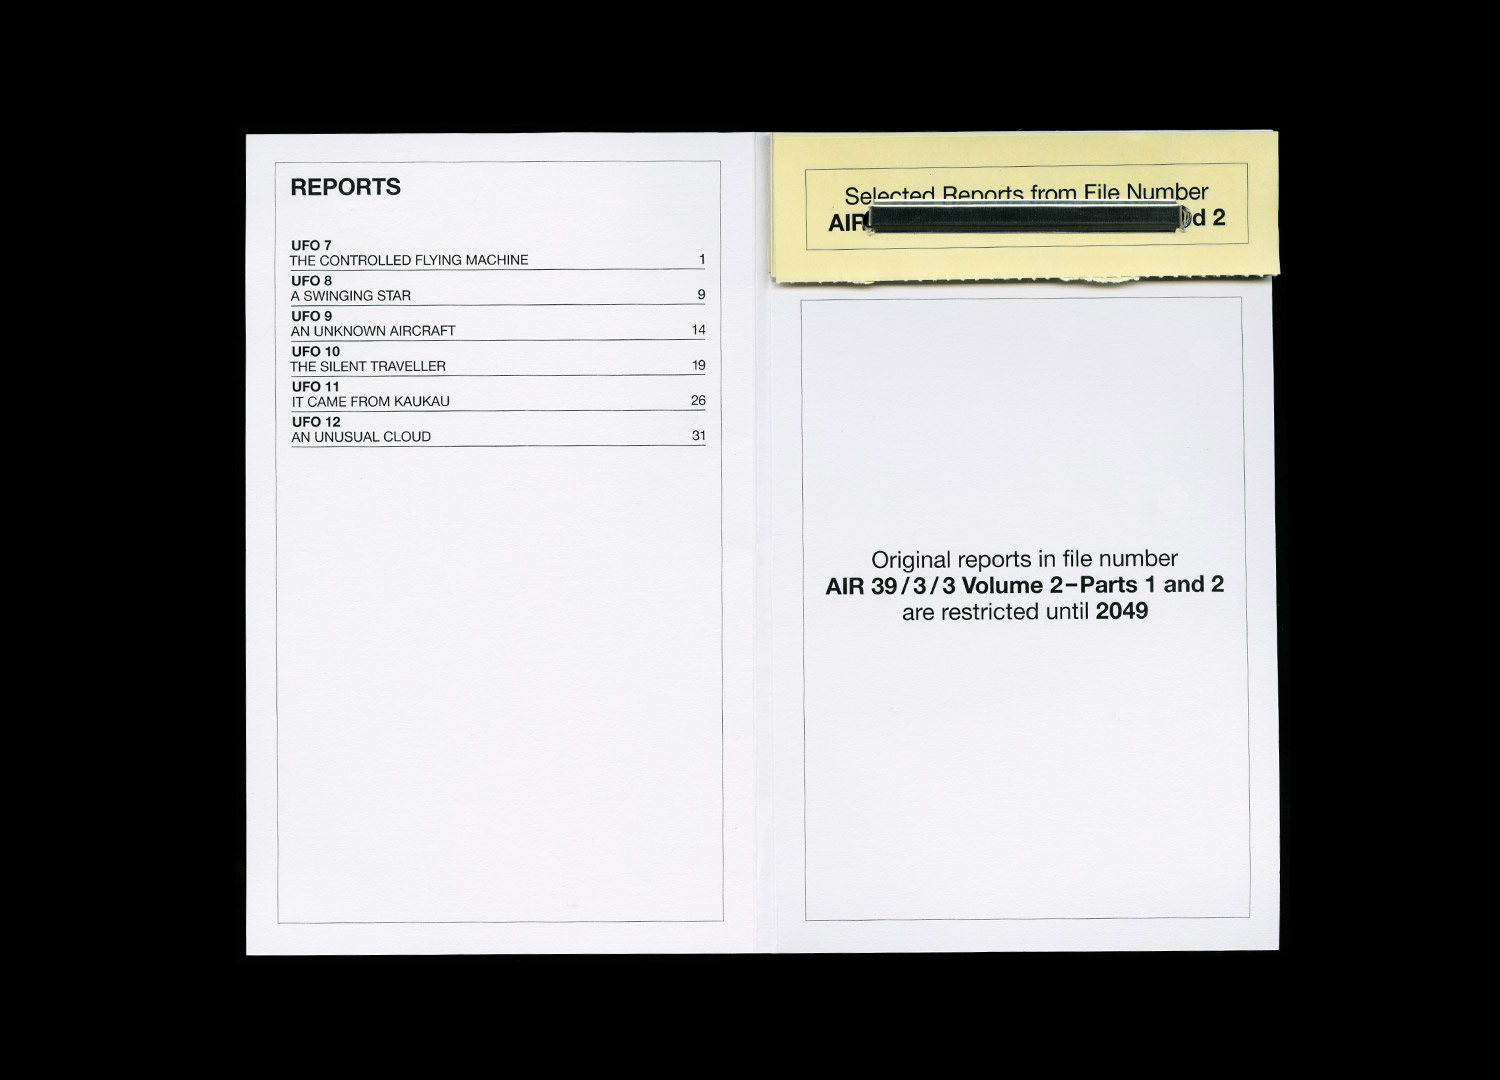 REPORTS
UFO 7
THE CONTROLLED FLYING MACHINE 1
UFO 8
A SWINGING STAR 9
UFO 9
AN UNKNOWN AIRCRAFT 14
UFO 10
THE SILENT TRAVELLER 19
UFO 11
IT CAME FROM KAUKAU 26
UFO 12
AN UNUSUAL CLOUD 31
Selected Reports from File Number
AIR d 2
Original reports in file number
AIR 39/3/3 Volume 2–Parts 1 and 2
are restricted until 2049